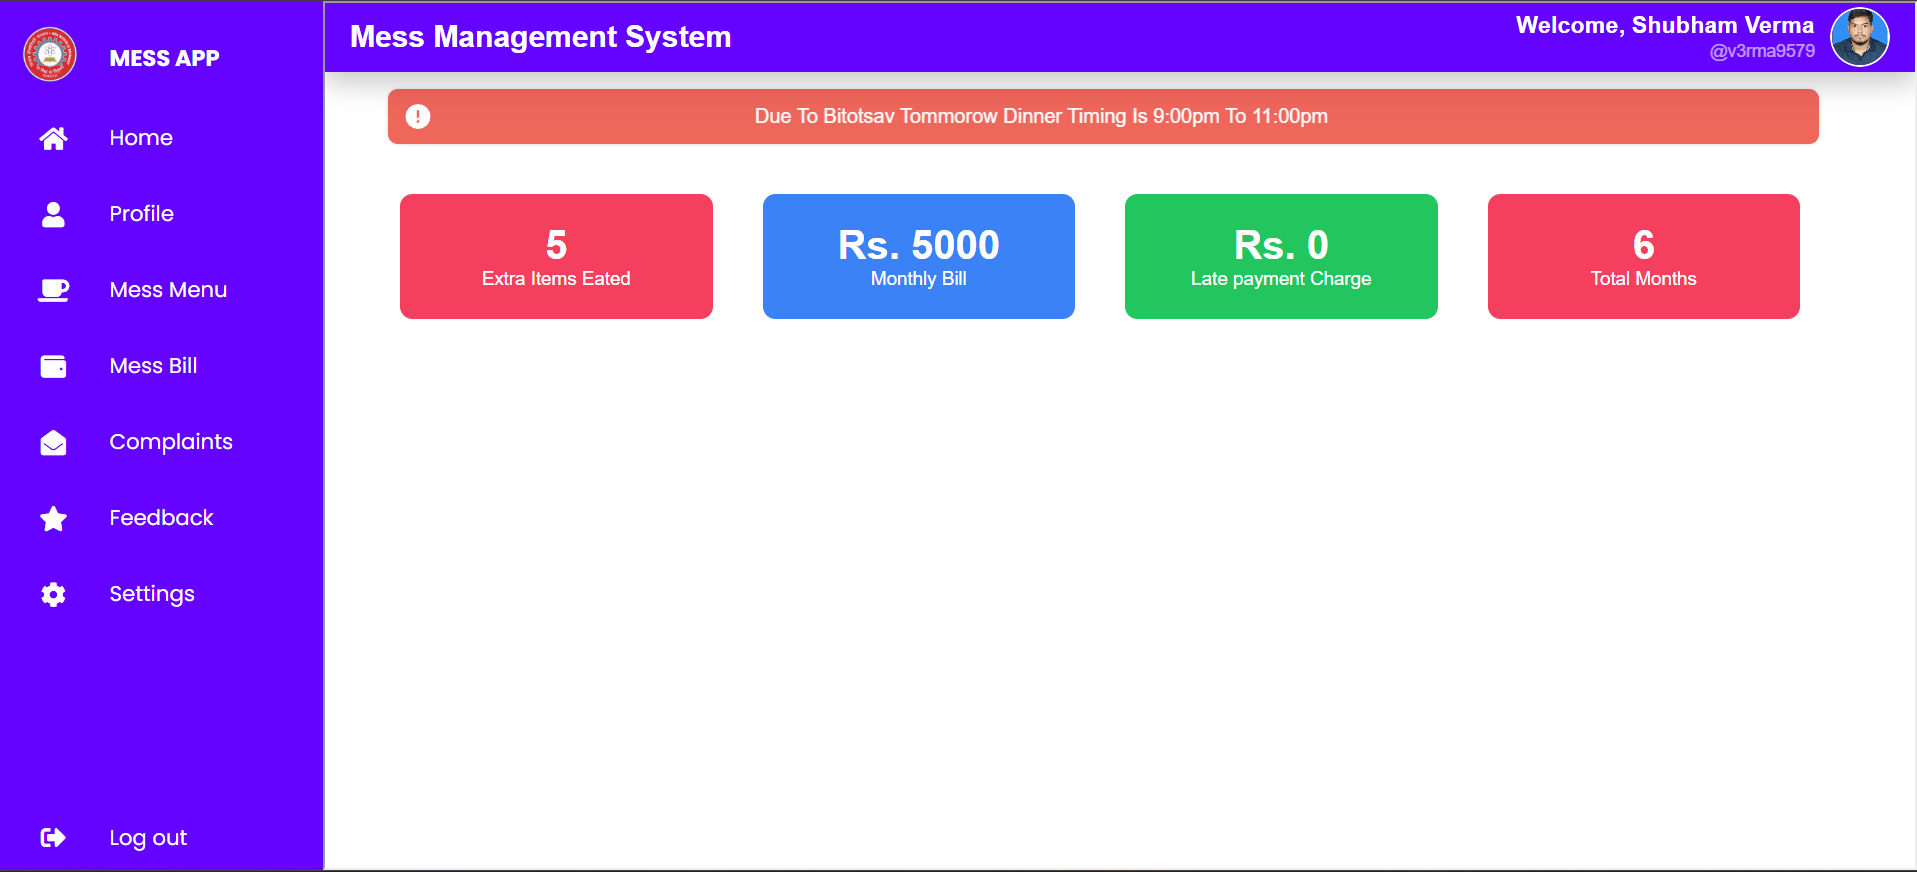 MESS APP
Home
Profile
Mess Menu
Mess Bill
Complaints
Feedback
Settings
Log out
Mess Management System
Welcome, Shubham Verma
@v3rma9579
Due To Bitotsav Tommorow Dinner Timing Is 9:00pm To 11:00pm
5
Extra Items Eated
Rs. 5000
Monthly Bill
Rs. 0
Late payment Charge
6
Total Months